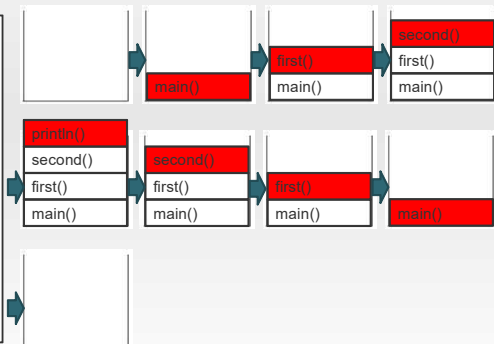 main()
first()
main()
second()
first()
main()
println()
second()
first()
main()
second()
first()
main()
first()
main()
main()